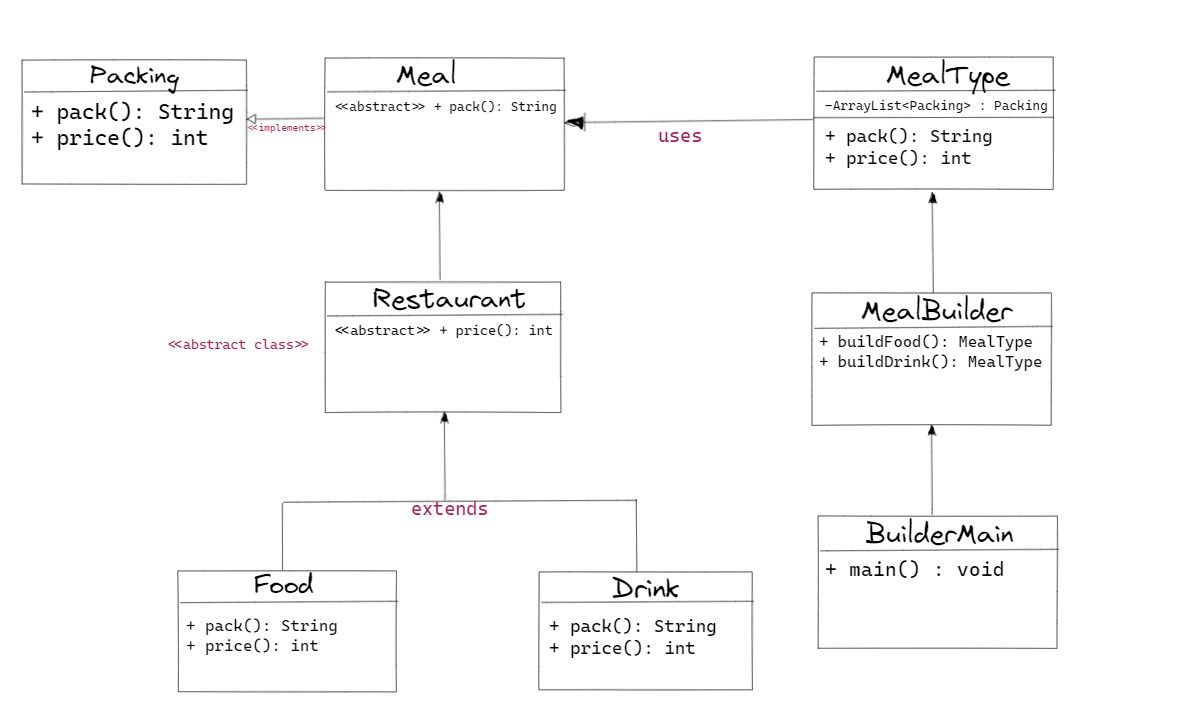 Packing
+ pack(): String
+ price(): int
<<implements>>
Meal
<<abstract>> + pack(): String
uses
MealType
-ArrayList<Packing> : Packing
+ pack(): String
+ price(): int
Restaurant
<<abstract>> + price(): int
<<abstract class>>
MealBuilder
+ buildFood(): MealType
+ buildDrink(): MealType
extends
Food
+ pack(): String
+ price(): int
Drink
+ pack(): String
+ price(): int
BuilderMain
+ main() : void